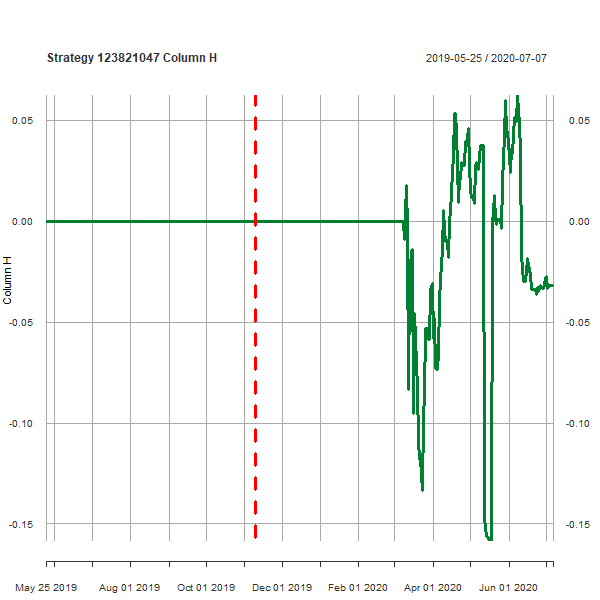 Strategy 123821047 Column H
2019-05-25 / 2020-07-07
0.05
0.05
0.00
0.00
Column H
-0.05
-0.05
-0.10
-0.10
-0.15
-0.15
May 25 2019
Aug 01 2019
Oct 01 2019
Dec 01 2019
Feb 01 2020
Apr 01 2020
Jun 01 2020